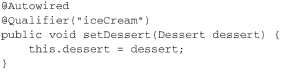 @Autowired
@Qualifier("iceCream")
public void setDessert(Dessert dessert) {
    this.dessert = dessert;
}